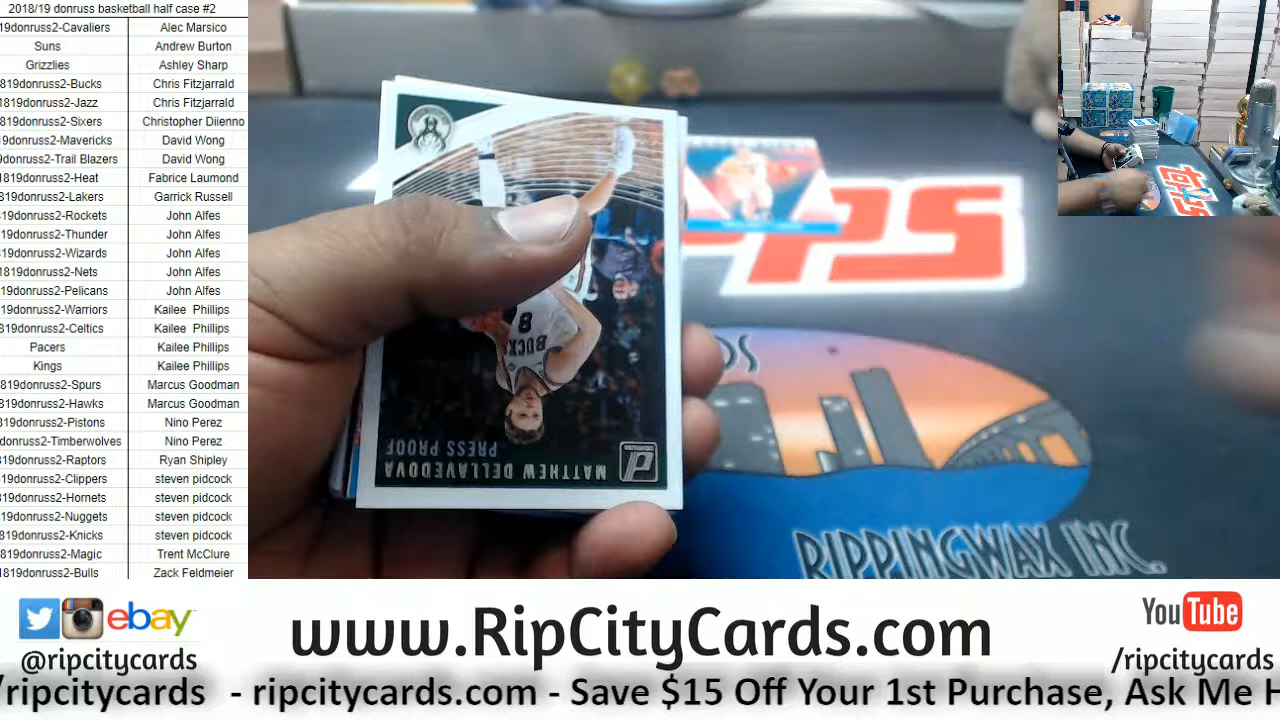 2018/19 donruss basketball half case #2
19donruss2-Cavaliers Alec Marsico
Suns Andrew Burton
Grizzlies Ashley Sharp
1819donruss2-Bucks Chris Fitzjarrald
1819donruss2-Jazz Chris Fitzjarrald
819donruss2-Sixers Christopher Diienno
19donruss2-Mavericks David Wong
9donruss2-Trail Blazers David Wong
819donruss2-Heat Fabrice Laumond
19donruss2-Lakers Garrick Russell
19donruss2-Rockets John Alfes
19donruss2-Thunder John Alfes
19donruss2-Wizards John Alfes
1819donruss2-Nets John Alfes
19donruss2-Pelicans John Alfes
19donruss2-Warriors Kailee Phillips
819donruss2-Celtics Kailee Phillips
Pacers Kailee Phillips
Kings Kailee Phillips
819donruss2-Spurs Marcus Goodman
819donruss2-Hawks Marcus Goodman
19donruss2-Pistons Nino Perez
donruss2-Timberwolves Nino Perez
19donruss2-Raptors Ryan Shipley
19donruss2-Clippers steven pidcock
19donruss2-Hornets steven pidcock
19donruss2-Nuggets steven pidcock
19donruss2-Knicks steven pidcock
819donruss2-Magic Trent McClure
1819donruss2-Bulls Zack Feldmeier
BUCKS
8
PRESS PROOF
MATTHEW DELLAVEDOVA
RIPPINGWAX INC.
ebay
@ripcitycards
www.RipCityCards.com
YouTube
/ripcitycards
/ripcitycards - ripcitycards.com - Save $15 Off Your 1st Purchase, Ask Me H